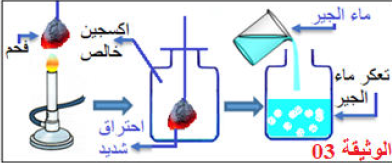 ماء الجير
اكسجين
خالص
فحم
تعكر ماء
الجير
احتراق
شديد
الوثيقة 03